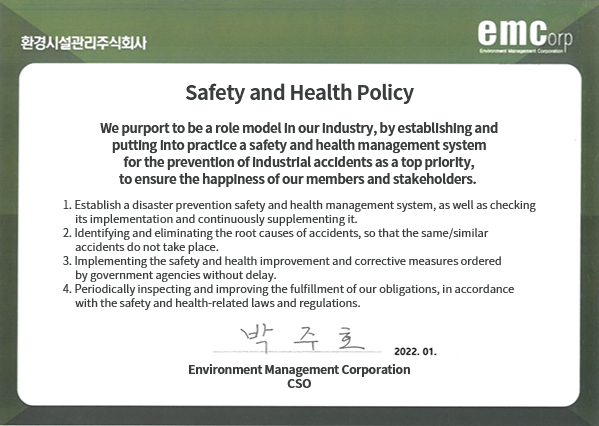 환경시설관리주식회사
emcorp
Environment Management Corporation
Safety and Health Policy
We purport to be a role model in our industry, by establishing and
putting into practice a safety and health management system
for the prevention of industrial accidents as a top priority,
to ensure the happiness of our members and stakeholders.
1. Establish a disaster prevention safety and health management system, as well as checking
its implementation and continuously supplementing it.
2. Identifying and eliminating the root causes of accidents, so that the same/similar
accidents do not take place.
3. Implementing the safety and health improvement and corrective measures ordered
by government agencies without delay.
4. Periodically inspecting and improving the fulfillment of our obligations, in accordance
with the safety and health-related laws and regulations.
박 주 호 2022. 01.
Environment Management Corporation
CSO